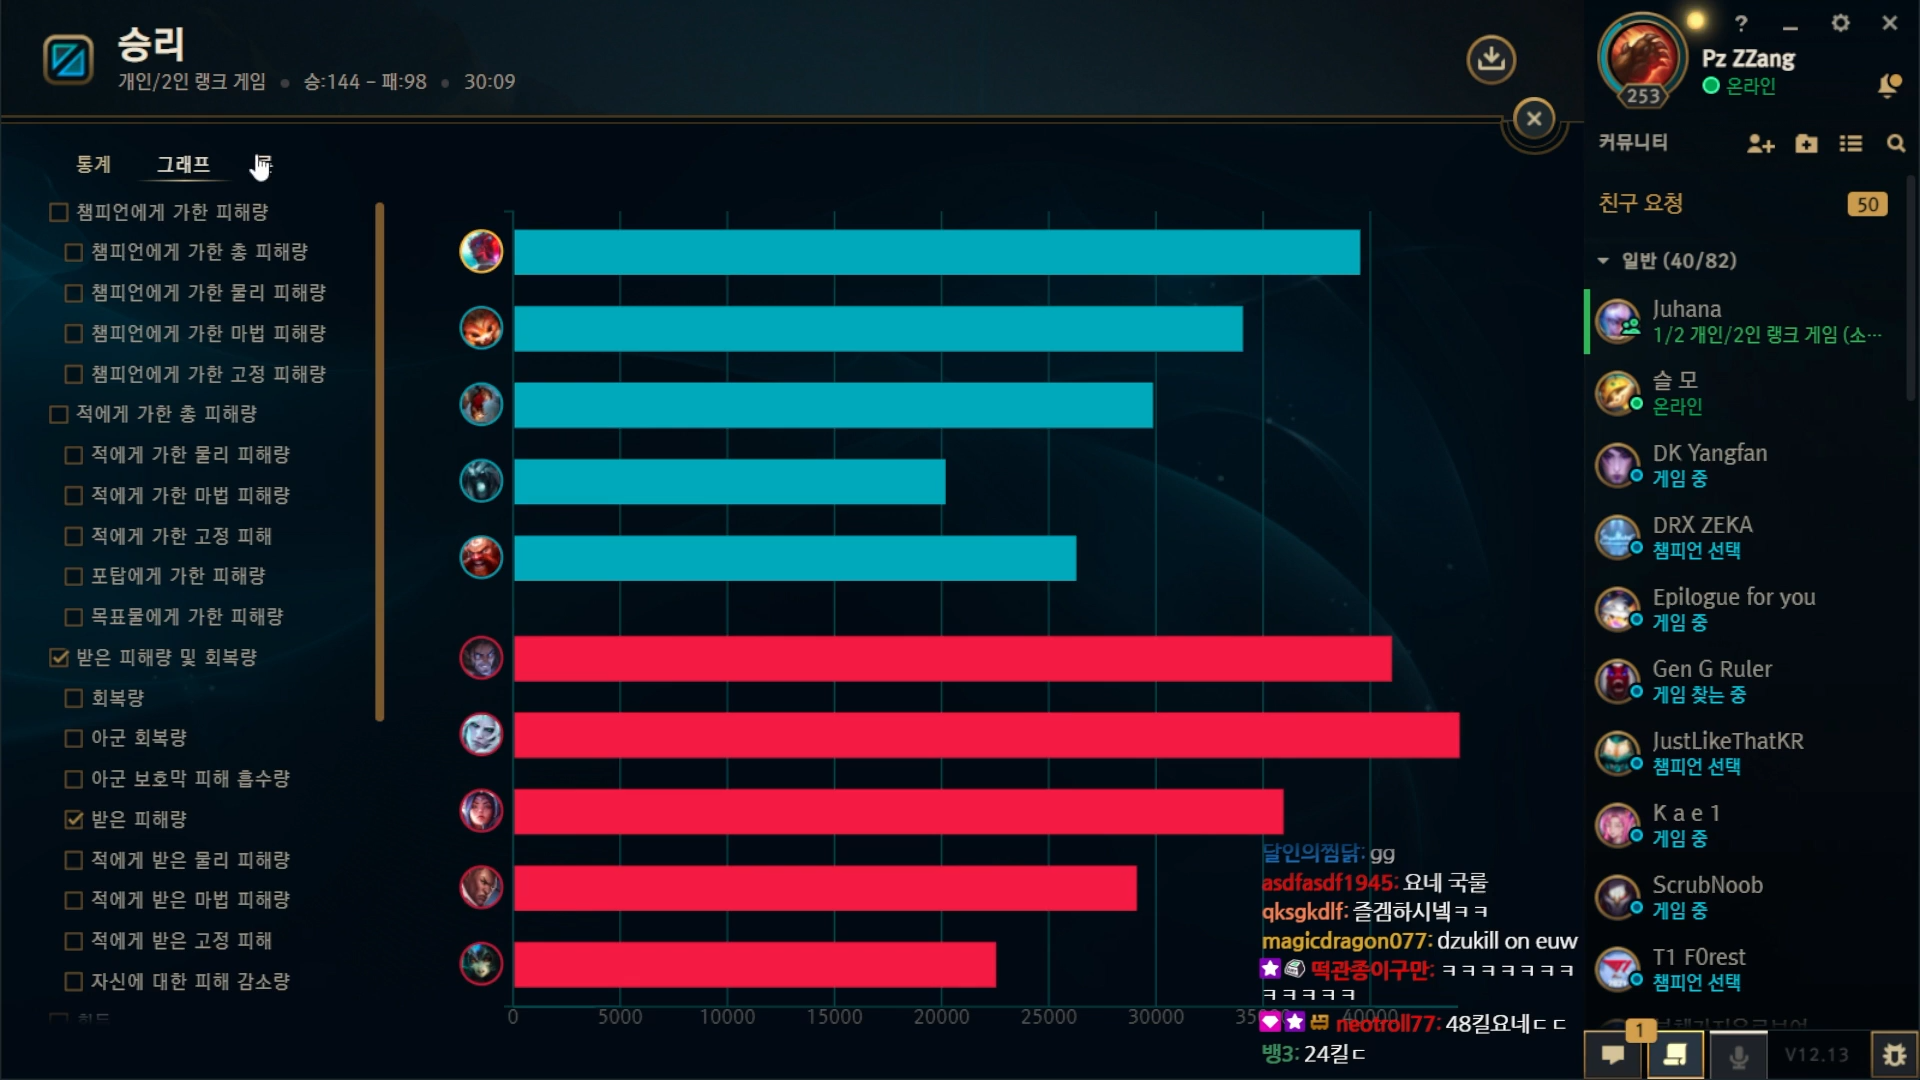 승리
개인/2인 랭크 게임 • 승:144 - 패:98 • 30:09
통계 그래프
챔피언에게 가한 피해량
챔피언에게 가한 총 피해량
챔피언에게 가한 물리 피해량
챔피언에게 가한 마법 피해량
챔피언에게 가한 고정 피해량
적에게 가한 총 피해량
적에게 가한 물리 피해량
적에게 가한 마법 피해량
적에게 가한 고정 피해
포탑에게 가한 피해량
목표물에게 가한 피해량
받은 피해량 및 회복량
회복량
아군 회복량
아군 보호막 피해 흡수량
받은 피해량
적에게 받은 물리 피해량
적에게 받은 마법 피해량
적에게 받은 고정 피해
자신에 대한 피해 감소량
0 5000 10000 15000 20000 25000 30000 40000
달인의찜닭: gg
asdfasdf1945: 요네 국룰
qksgkdlf: 즐겜하시넼ㅋㅋ
magicdragon077: dzukill on euw
떡관종이구만: ㅋㅋㅋㅋㅋㅋㅋ
ㅋㅋㅋㅋㅋ
neotroll77: 48킬요네ㄷㄷ
뱅3: 24킬ㄷ
?
Pz ZZang
온라인
253
커뮤니티
친구 요청 50
일반 (40/82)
Juhana
1/2 개인/2인 랭크 게임 (소…
슬 모
온라인
DK Yangfan
게임 중
DRX ZEKA
챔피언 선택
Epilogue for you
게임 중
Gen G Ruler
게임 찾는 중
JustLikeThatKR
챔피언 선택
K a e 1
게임 중
ScrubNoob
게임 중
T1 F0rest
챔피언 선택
1
V12.13